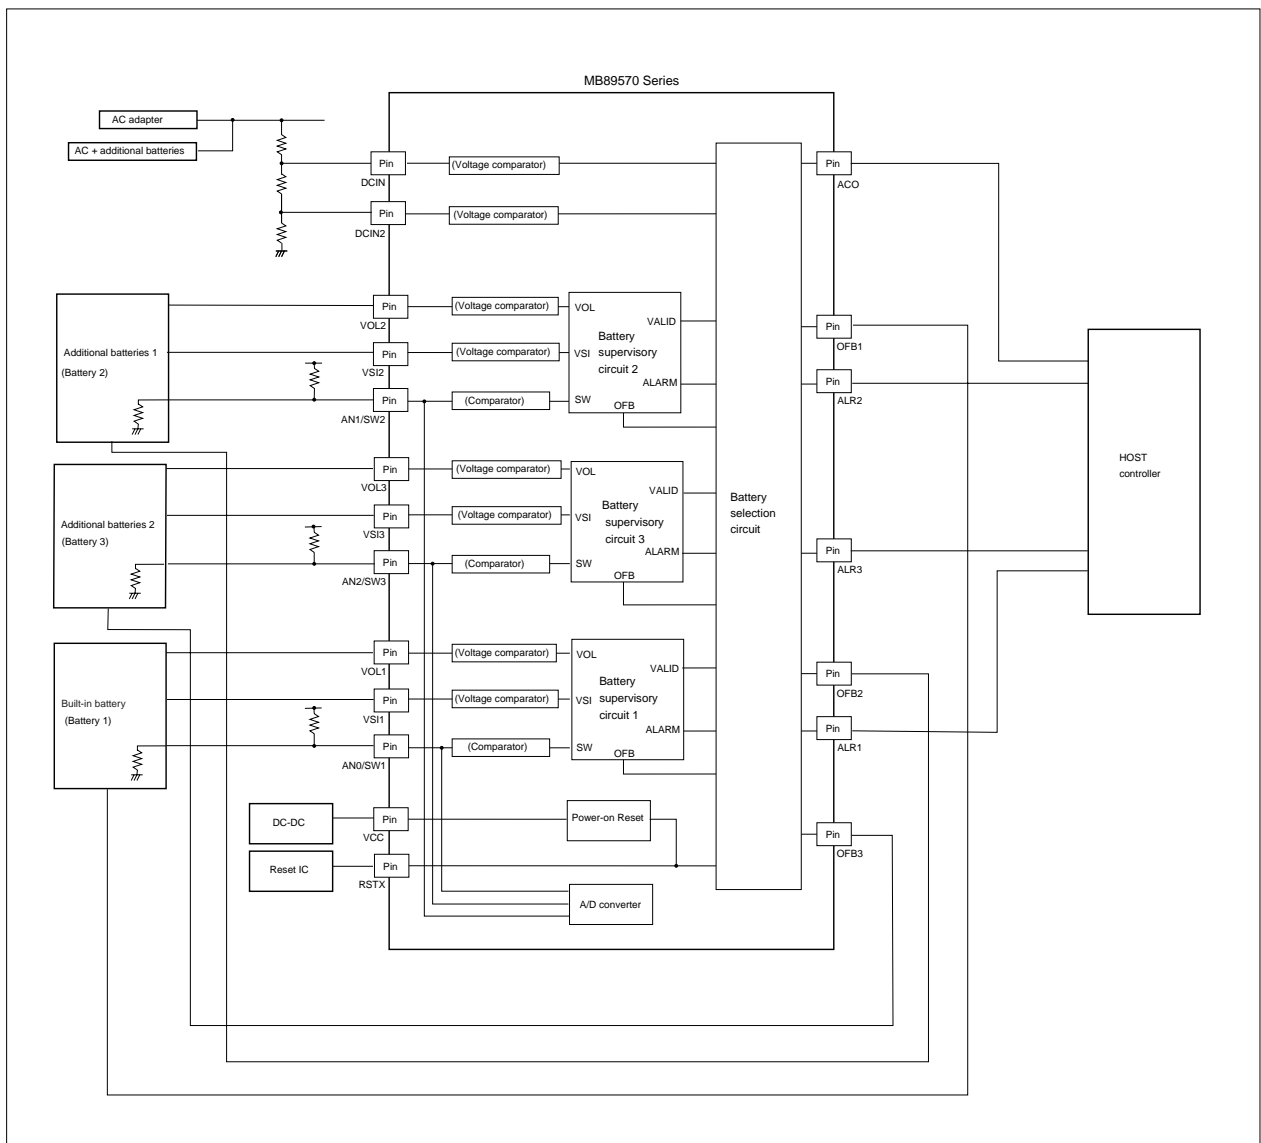 MB89570 Series
AC adapter
AC + additional batteries
Pin
DCIN
(Voltage comparator)
Pin
ACO
Pin
DCIN2
(Voltage comparator)
Additional batteries 1
(Battery 2)
Pin
VOL2
(Voltage comparator)
Pin
VSI2
(Voltage comparator)
Pin
AN1/SW2
(Comparator)
VOL
VALID
Battery
supervisory
circuit 2
VSI
ALARM
SW
OFB
Pin
OFB1
Pin
ALR2
HOST
controller
Additional batteries 2
(Battery 3)
Pin
VOL3
(Voltage comparator)
Pin
VSI3
(Voltage comparator)
Pin
AN2/SW3
(Comparator)
VOL
VALID
Battery
supervisory
circuit 3
VSI
ALARM
SW
OFB
Battery
selection
circuit
Pin
ALR3
Built-in battery
(Battery 1)
Pin
VOL1
(Voltage comparator)
Pin
VSI1
(Voltage comparator)
Pin
AN0/SW1
(Comparator)
VOL
VALID
Battery
supervisory
circuit 1
VSI
ALARM
SW
OFB
Pin
OFB2
Pin
ALR1
DC-DC
Pin
VCC
Power-on Reset
Pin
OFB3
Reset IC
Pin
RSTX
A/D converter